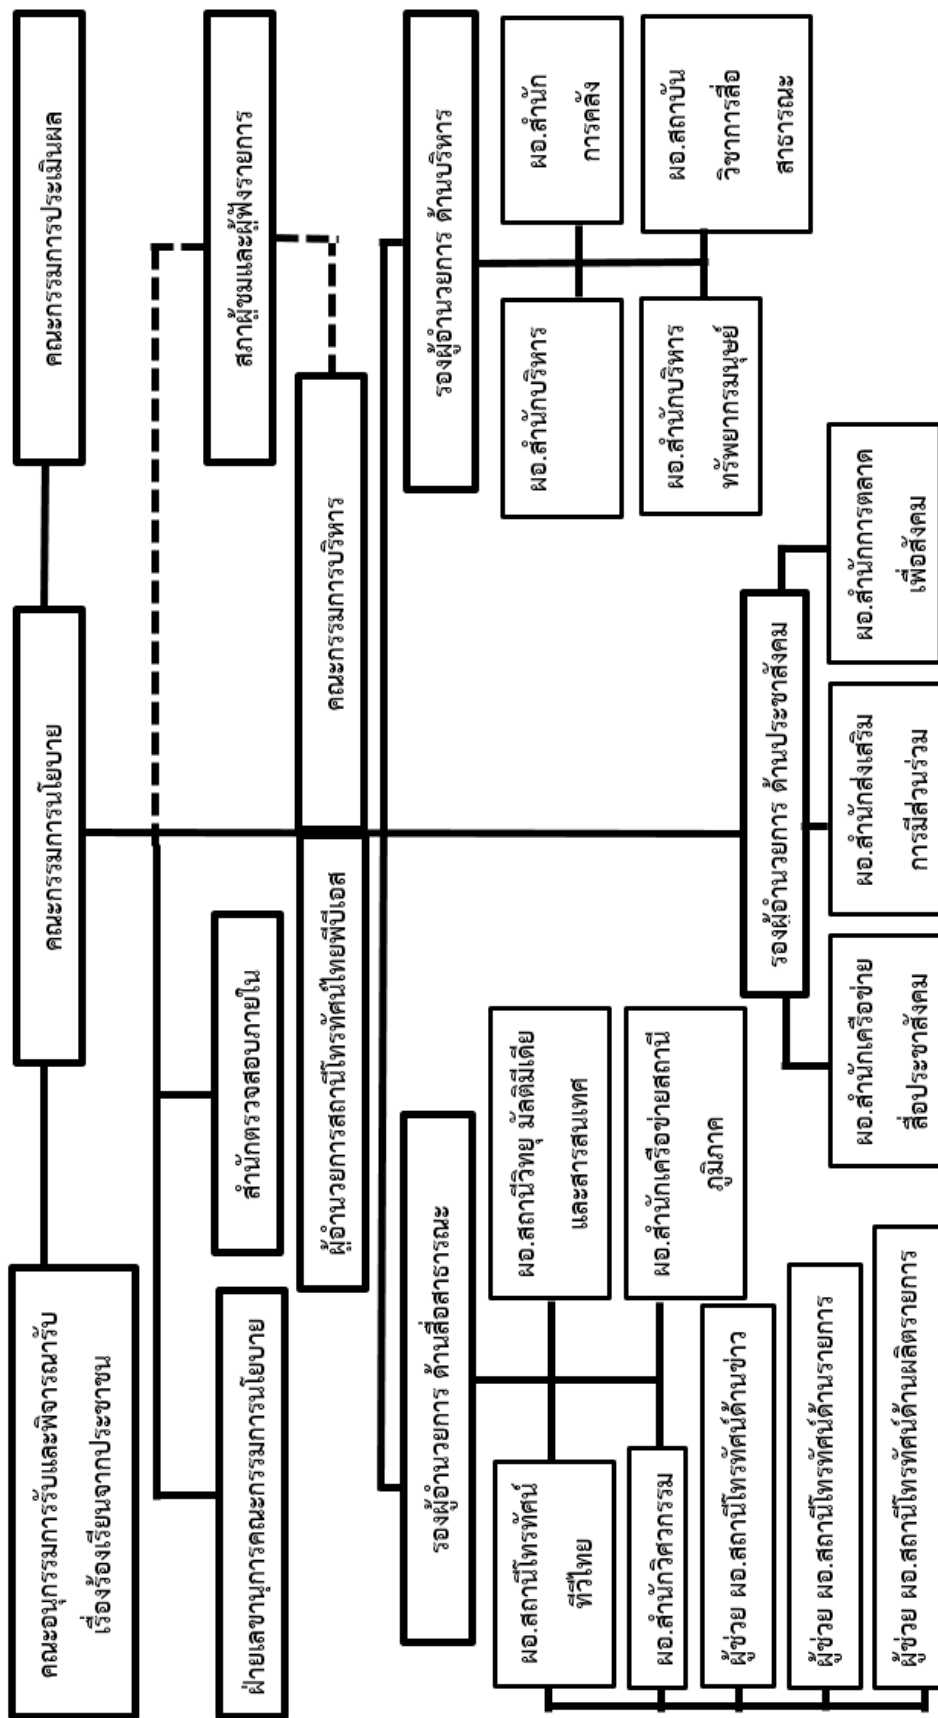 คณะอนุกรรมการรับและพิจารณารับ
เรื่องร้องเรียนจากประชาชน
คณะกรรมการนโยบาย
คณะกรรมการประเมินผล
ฝ่ายเลขานุการคณะกรรมการนโยบาย
สำนักตรวจสอบภายใน
สภาผู้ชมและผู้ฟังรายการ
ผู้อำนวยการสถานีโทรทัศน์ไทยพีบีเอส
คณะกรรมการบริหาร
รองผู้อำนวยการ ด้านสื่อสาธารณะ
รองผู้อำนวยการ ด้านบริหาร
ผอ.สถานีโทรทัศน์
ทีวีไทย
ผอ.สถานีวิทยุ มัลติมีเดีย
และสารสนเทศ
ผอ.สำนักบริหาร
ผอ.สำนัก
การคลัง
ผอ.สำนักวิศวกรรม
ผอ.สำนักเครือข่ายสถานี
ภูมิภาค
ผอ.สำนักบริหาร
ทรัพยากรมนุษย์
ผอ.สถาบัน
วิชาการสื่อ
สาธารณะ
ผู้ช่วย ผอ.สถานีโทรทัศน์ด้านข่าว
รองผู้อำนวยการ ด้านประชาสังคม
ผู้ช่วย ผอ.สถานีโทรทัศน์ด้านรายการ
ผู้ช่วย ผอ.สถานีโทรทัศน์ด้านผลิตรายการ
ผอ.สำนักเครือข่าย
สื่อประชาสังคม
ผอ.สำนักส่งเสริม
การมีส่วนร่วม
ผอ.สำนักการตลาด
เพื่อสังคม